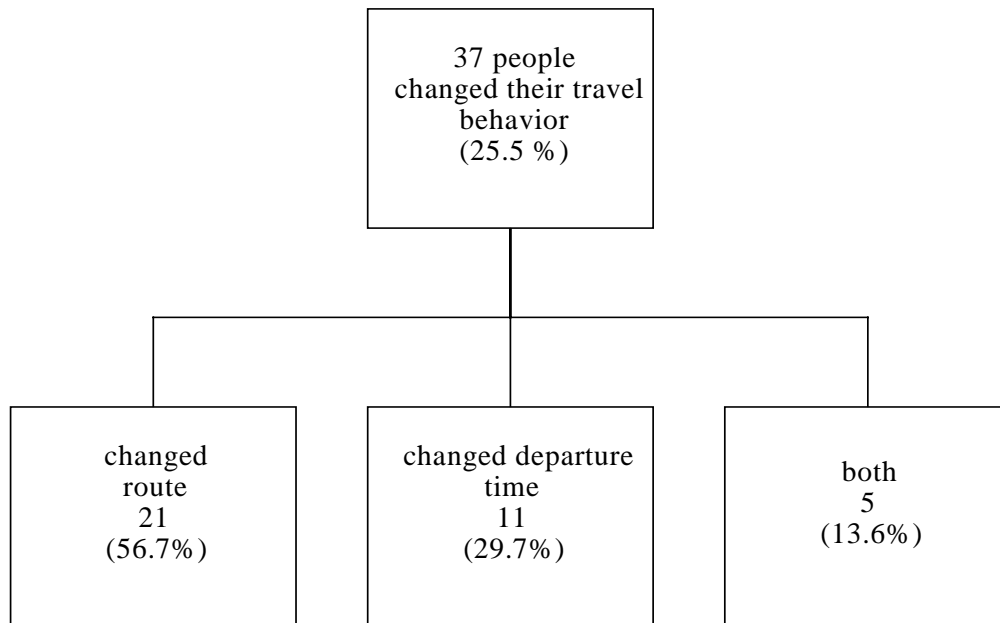 37 people
changed their travel
behavior
(25.5 %)
changed
route
21
(56.7%)
changed departure
time
11
(29.7%)
both
5
(13.6%)